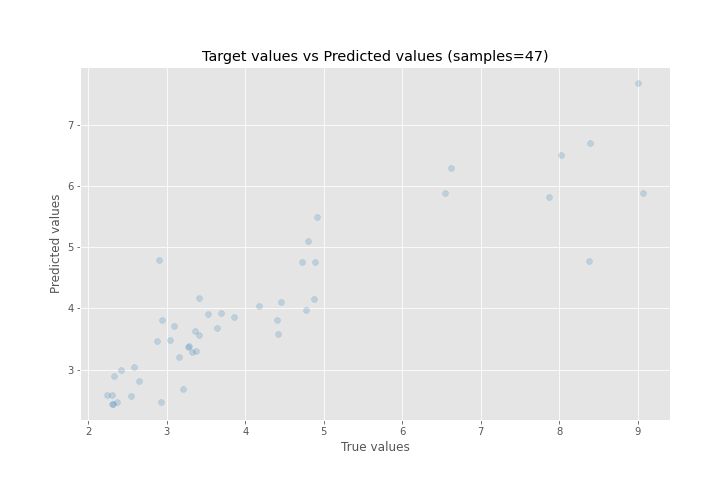 Target values vs Predicted values (samples=47)
7
6
5
4
3
Predicted values
2 3 4 5 6 7 8 9
True values